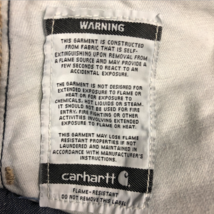 WARNING
THIS GARMENT IS CONSTRUCTED
FROM FABRIC THAT IS SELF-
EXTINGUISHING UPON REMOVAL FROM
A FLAME SOURCE AND MAY PROVIDE A
FEW SECONDS TO REACT TO AN
ACCIDENTAL EXPOSURE.
THIS GARMENT IS NOT DESIGNED FOR
EXTENDED EXPOSURE TO FLAME OR
HEAT OR FOR EXPOSURE TO
CHEMICALS, HOT LIQUIDS OR STEAM.
IT SHOULD NOT BE USED FOR FIRE
ENTRY, FIRE FIGHTING OR OTHER
ACTIVITIES INVOLVING EXTENDED
EXPOSURE TO FLAME OR HEAT.
THIS GARMENT MAY LOSE FLAME
RESISTANT PROPERTIES IF NOT
LAUNDERED AND MAINTAINED IN
ACCORDANCE WITH MANUFACTURER'S
INSTRUCTIONS.
carhartt
FLAME-RESISTANT
DO NOT REMOVE THIS LABEL